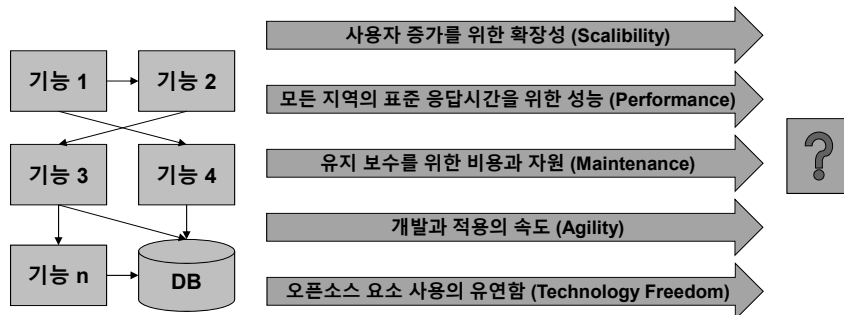 사용자 증가를 위한 확장성 (Scalibility)
기능 1
기능 2
모든 지역의 표준 응답시간을 위한 성능 (Performance)
?
기능 3
기능 4
유지 보수를 위한 비용과 자원 (Maintenance)
개발과 적용의 속도 (Agility)
기능 n
DB
오픈소스 요소 사용의 유연함 (Technology Freedom)